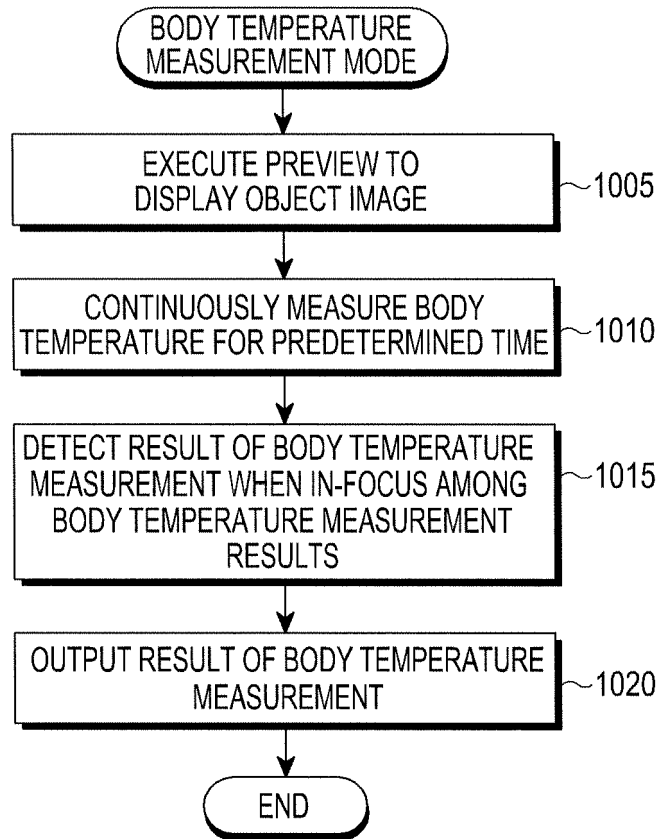 BODY TEMPERATURE
MEASUREMENT MODE
EXECUTE PREVIEW TO
DISPLAY OBJECT IMAGE
1005
CONTINUOUSLY MEASURE BODY
TEMPERATURE FOR PREDETERMINED TIME
1010
DETECT RESULT OF BODY TEMPERATURE
MEASUREMENT WHEN IN-FOCUS AMONG
BODY TEMPERATURE MEASUREMENT
RESULTS
1015
OUTPUT RESULT OF BODY TEMPERATURE
MEASUREMENT
1020
END